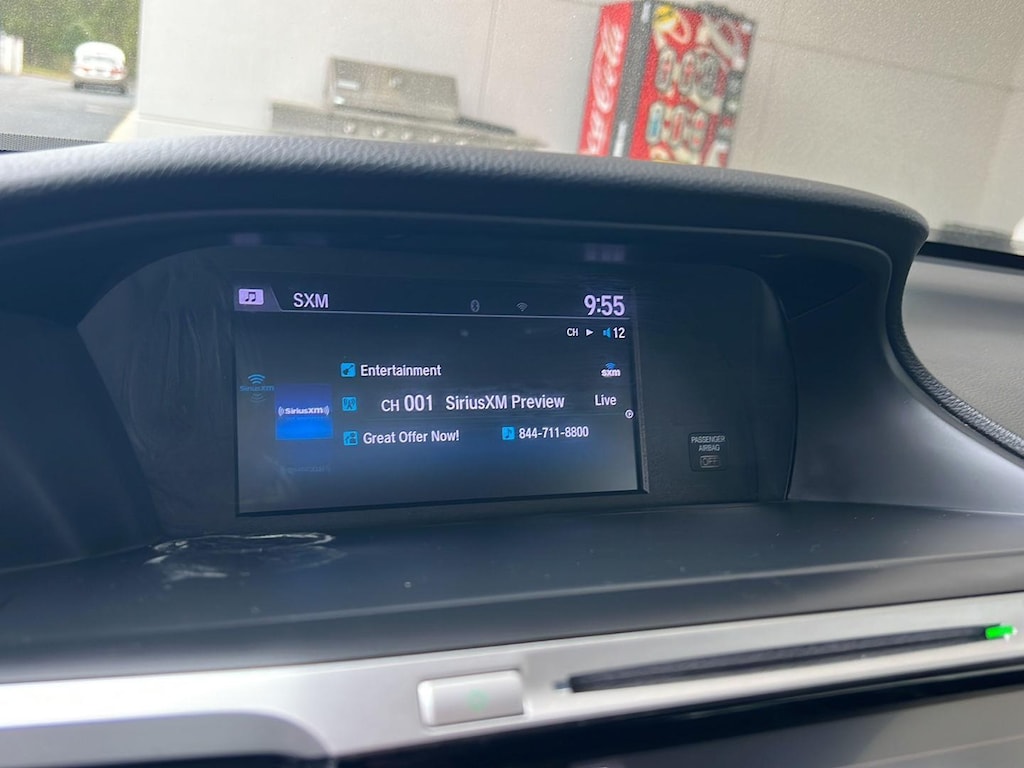 Coca-Cola
SXM
9:55
CH ▶ 12
SiriusXM
Entertainment
sxm
((SiriusXM))
CH 001 SiriusXM Preview Live
Great Offer Now! 844-711-8800
PASSENGER
AIRBAG
OFF